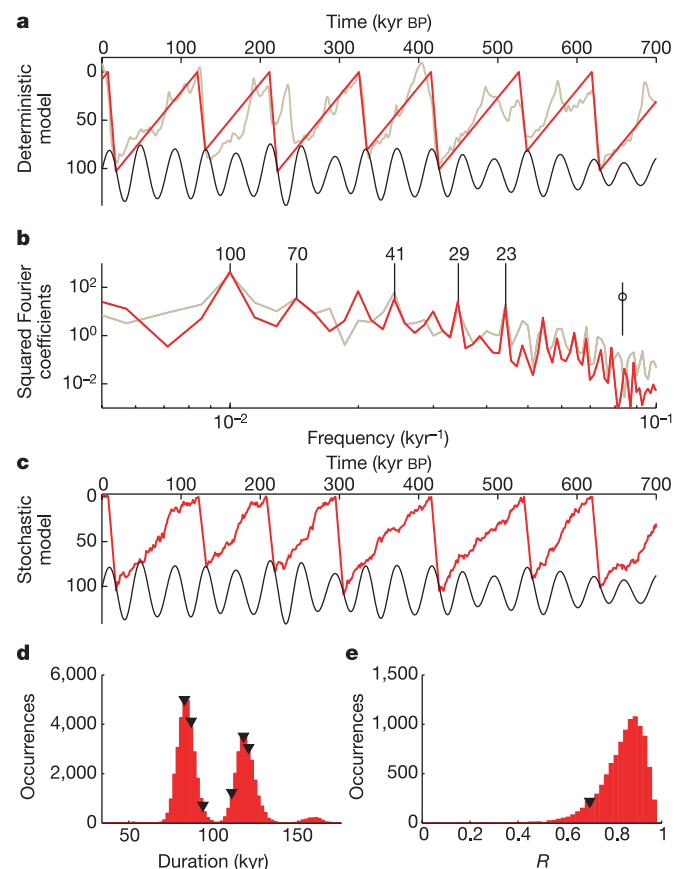 a
Time (kyr BP)
0 100 200 300 400 500 600 700
Deterministic model
0
50
100
b
100 70 41 29 23
Squared Fourier coefficients
10²
10⁰
10⁻²
10⁻² 10⁻¹
Frequency (kyr⁻¹)
c
Time (kyr BP)
0 100 200 300 400 500 600 700
Stochastic model
0
50
100
d
Occurrences
6,000
4,000
2,000
0
50 100 150
Duration (kyr)
e
Occurrences
1,500
1,000
500
0
0 0.2 0.4 0.6 0.8 1
R